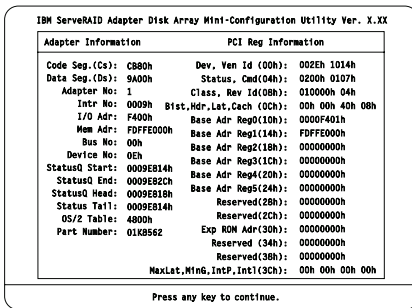 IBM ServeRAID Adapter Disk Array Mini-Configuration Utility Ver. X.XX
Adapter Information
Code Seg.(Cs): CB80h
Data Seg.(Ds): 9A00h
Adapter No: 1
Intr No: 0009h
I/O Adr: F400h
Mem Adr: FDFFE000h
Bus No: 00h
Device No: 0Eh
StatusQ Start: 0009E814h
StatusQ End: 0009E82Ch
StatusQ Head: 0009E818h
Status Tail: 0009E814h
OS/2 Table: 4800h
Part Number: 01K8562
PCI Reg Information
Dev, Ven Id (00h): 002Eh 1014h
Status, Cmd(04h): 0200h 0107h
Class, Rev Id(08h): 010000h 04h
Bist,Hdr,Lat,Cach (0Ch): 00h 00h 40h 08h
Base Adr Reg0(10h): 0000F401h
Base Adr Reg1(14h): FDFFE000h
Base Adr Reg2(18h): 00000000h
Base Adr Reg3(1Ch): 00000000h
Base Adr Reg4(20h): 00000000h
Base Adr Reg5(24h): 00000000h
Reserved(28h): 00000000h
Reserved(2Ch): 00000000h
Exp ROM Adr(30h): 00000000h
Reserved (34h): 00000000h
Reserved(38h): 00000000h
MaxLat,MinG,IntP,Intl(3Ch): 00h 00h 00h 00h
Press any key to continue.